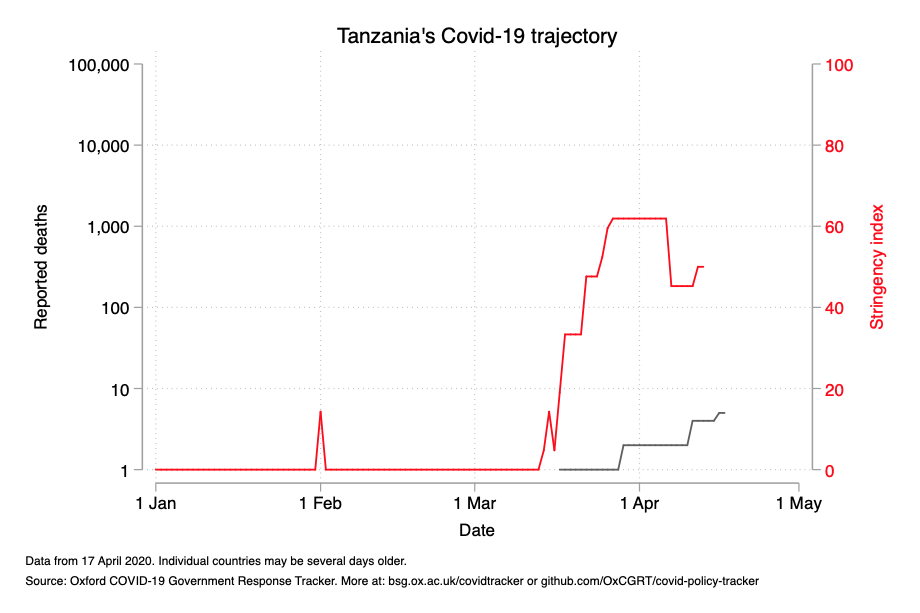 Tanzania's Covid-19 trajectory
100,000
10,000
1,000
100
10
1
Reported deaths
100
80
60
40
20
0
Stringency index
1 Jan
1 Feb
1 Mar
1 Apr
1 May
Date
Data from 17 April 2020. Individual countries may be several days older.
Source: Oxford COVID-19 Government Response Tracker. More at: bsg.ox.ac.uk/covidtracker or github.com/OxCGRT/covid-policy-tracker